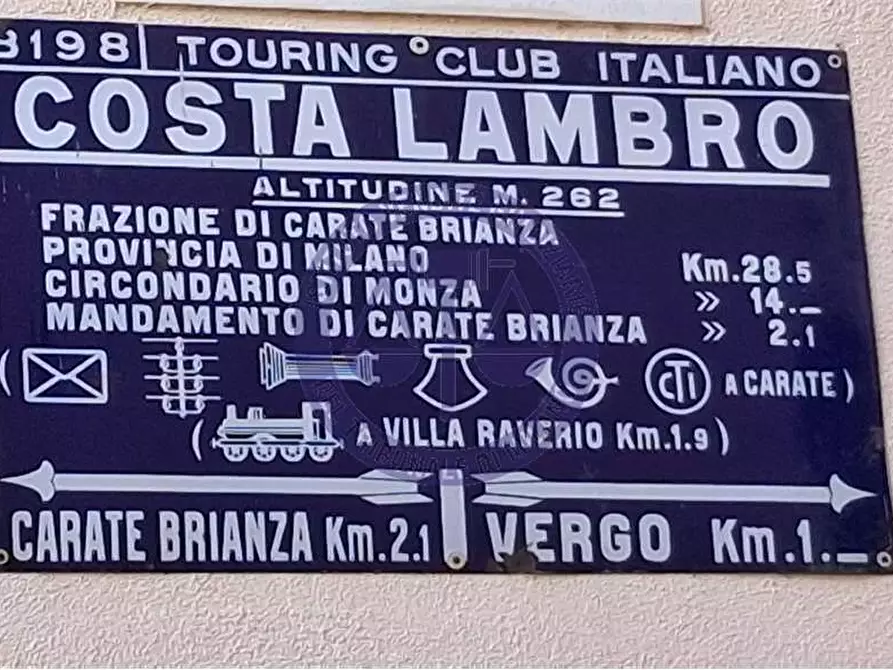 3198 TOURING CLUB ITALIANO
COSTA LAMBRO
ALTITUDINE M. 262
FRAZIONE DI CARATE BRIANZA
PROVINCIA DI MILANO Km.28.5
CIRCONDARIO DI MONZA » 14.—
MANDAMENTO DI CARATE BRIANZA » 2.1
( CTI A CARATE )
( A VILLA RAVERIO Km.1.9 )
CARATE BRIANZA Km.2.1 VERGO Km.1.—